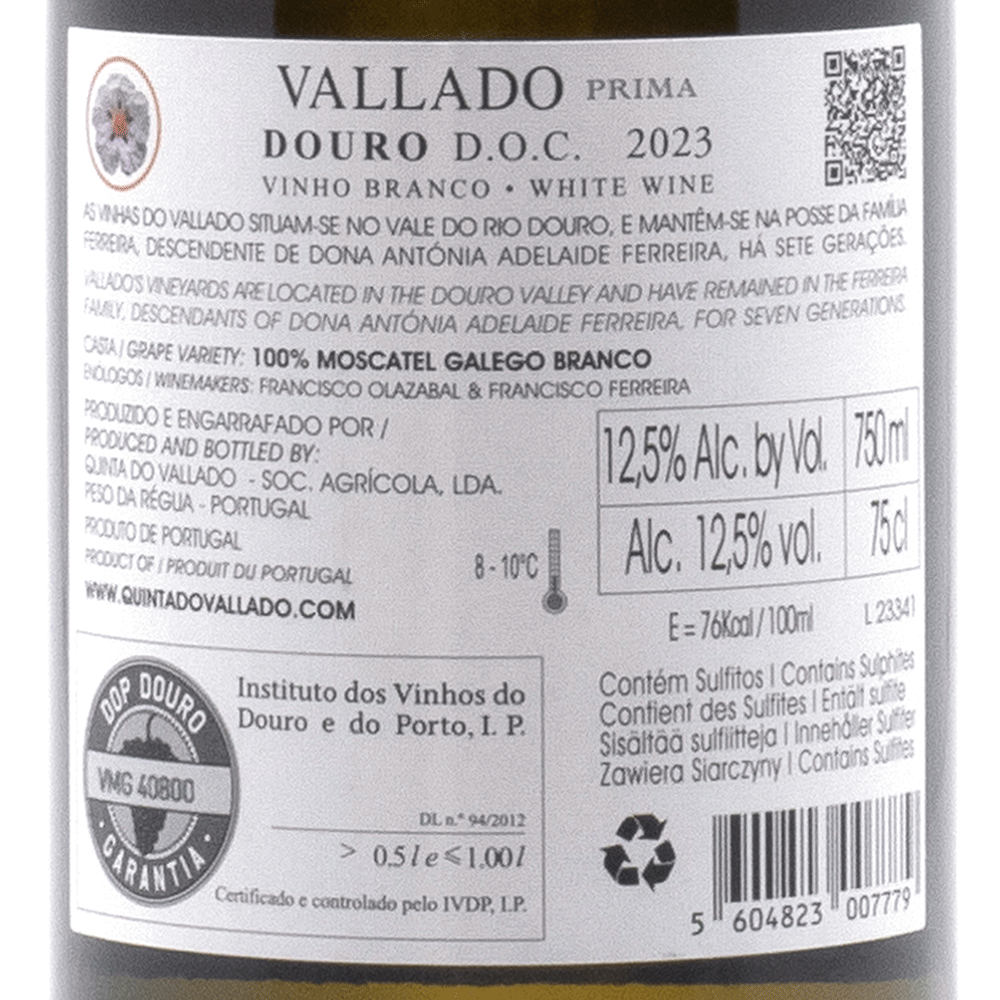 VALLADO PRIMA
DOURO D.O.C. 2023
VINHO BRANCO • WHITE WINE
AS VINHAS DO VALLADO SITUAM-SE NO VALE DO RIO DOURO, E MANTÊM-SE NA POSSE DA FAMÍLIA
FERREIRA, DESCENDENTE DE DONA ANTÓNIA ADELAIDE FERREIRA, HÁ SETE GERAÇÕES.
VALLADO'S VINEYARDS ARE LOCATED IN THE DOURO VALLEY AND HAVE REMAINED IN THE FERREIRA
FAMILY, DESCENDANTS OF DONA ANTÓNIA ADELAIDE FERREIRA, FOR SEVEN GENERATIONS.
CASTA / GRAPE VARIETY: 100% MOSCATEL GALEGO BRANCO
ENÓLOGOS / WINEMAKERS: FRANCISCO OLAZABAL & FRANCISCO FERREIRA
PRODUZIDO E ENGARRAFADO POR /
PRODUCED AND BOTTLED BY:
QUINTA DO VALLADO - SOC. AGRÍCOLA, LDA.
PESO DA RÉGUA - PORTUGAL
PRODUTO DE PORTUGAL
PRODUCT OF / PRODUIT DU PORTUGAL
WWW.QUINTADOVALLADO.COM
8 - 10°C
12,5% Alc. by Vol. 750 ml
Alc. 12,5% vol. 75cl
E = 76Kcal / 100ml L 23341
Contém Sulfitos | Contains Sulphites
Contient des Sulfites | Entält sulfite
Sisältää sulfiitteja | Innehåller Sulfiter
Zawiera Siarczyny | Contains Sulfites
DOP DOURO
VMG 40800
• GARANTIA •
Instituto dos Vinhos do
Douro e do Porto, I. P.
DL n.º 94/2012
> 0.5 l e ≤ 1.00 l
Certificado e controlado pelo IVDP, I.P.
5 604823 007779